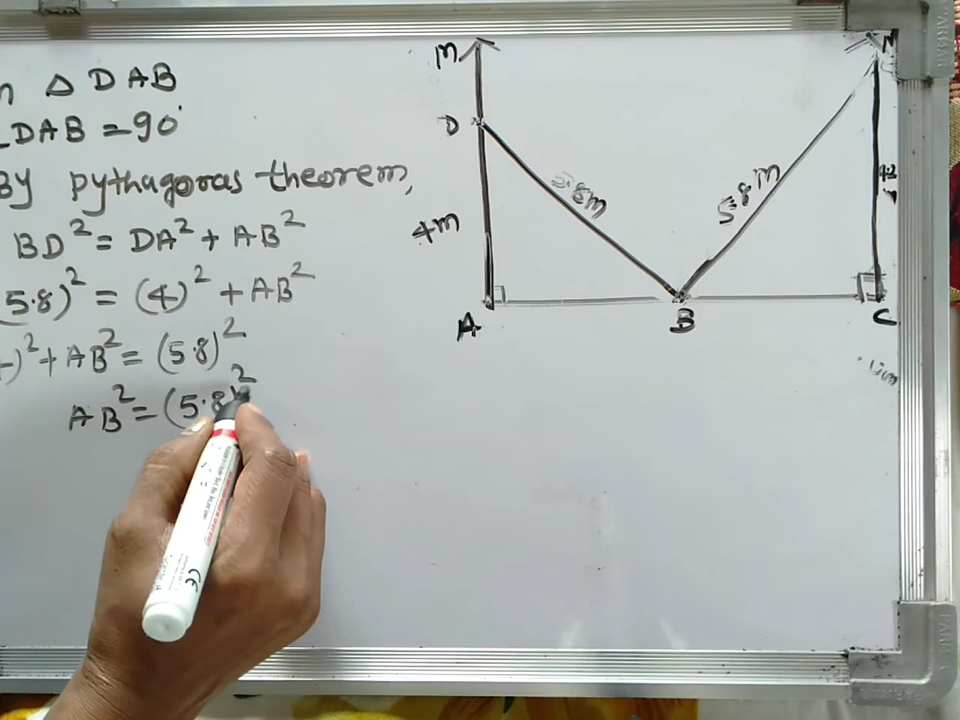 Δ DAB
∠DAB = 90°
By pythagoras theorem,
BD² = DA² + AB²
(5.8)² = (4)² + AB²
)² + AB² = (5.8)²
AB² = (5.8)²
M
D
4m
5.8m
5.8m
A
B
C